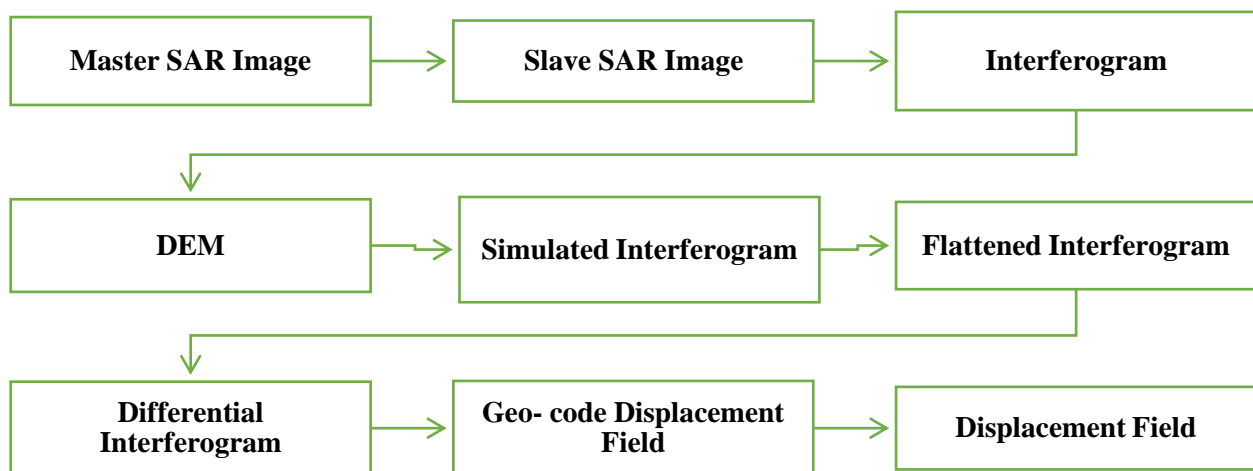 Master SAR Image
Slave SAR Image
Interferogram
DEM
Simulated Interferogram
Flattened Interferogram
Differential
Interferogram
Geo- code Displacement
Field
Displacement Field